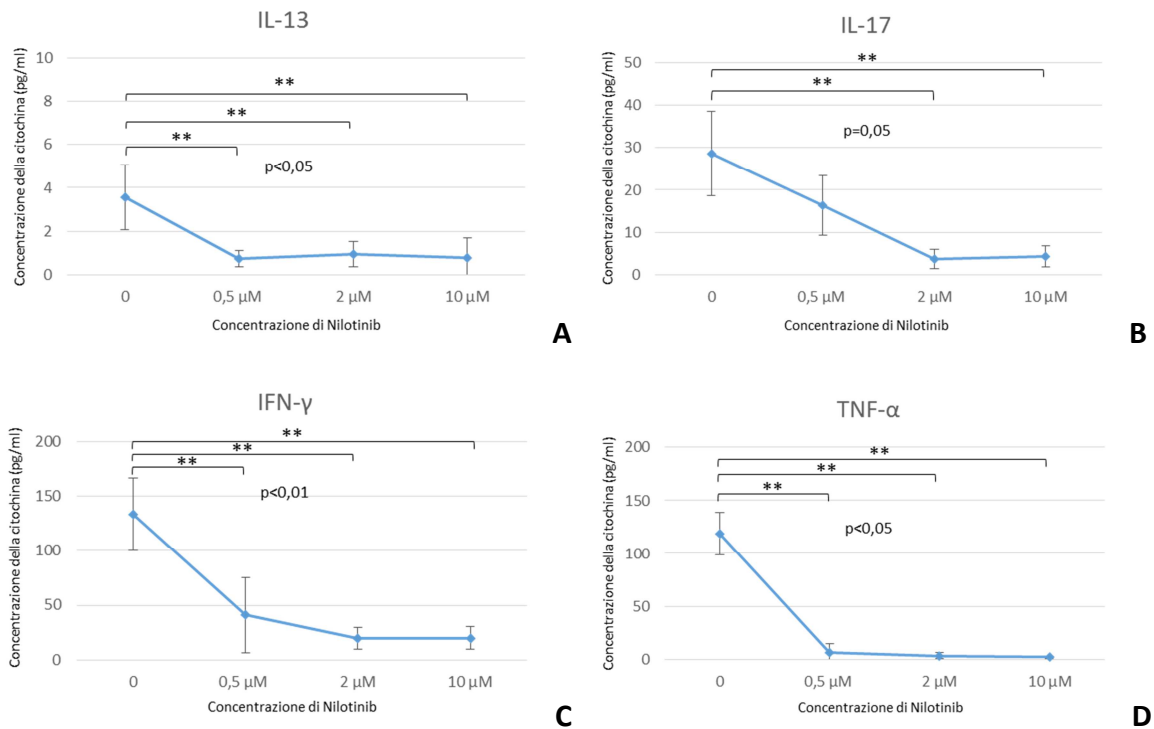 IL-13
Concentrazione della citochina (pg/ml)
10
8
6
4
2
0
**
**
**
p<0,05
0 0,5 µM 2 µM 10 µM
Concentrazione di Nilotinib
A
IL-17
Concentrazione della citochina (pg/ml)
50
40
30
20
10
0
**
**
p=0,05
0 0,5 µM 2 µM 10 µM
Concentrazione di Nilotinib
B
IFN-γ
Concentrazione della citochina (pg/ml)
200
150
100
50
0
**
**
**
p<0,01
0 0,5 µM 2 µM 10 µM
Concentrazione di Nilotinib
C
TNF-α
Concentrazione della citochina (pg/ml)
200
150
100
50
0
**
**
**
p<0,05
0 0,5 µM 2 µM 10 µM
Concentrazione di Nilotinib
D